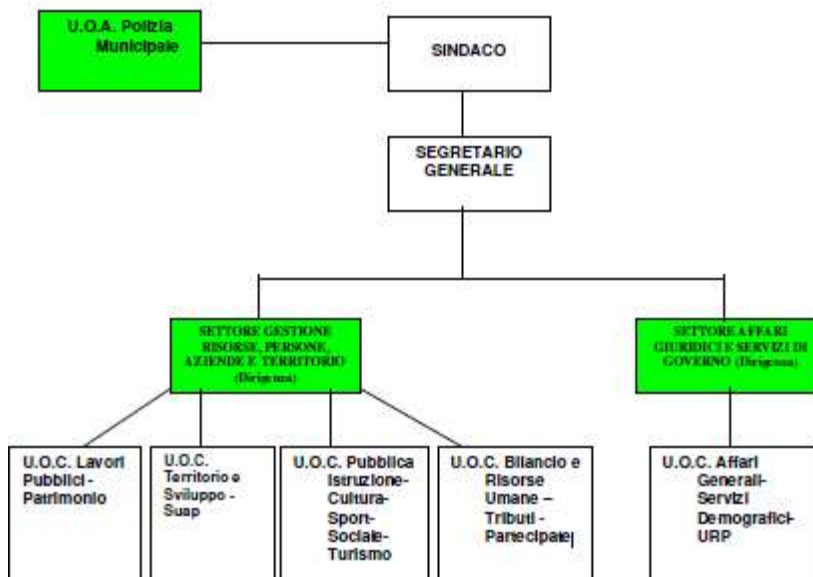 U.O.A. Polizia
Municipale
SINDACO
SEGRETARIO
GENERALE
SETTORE GESTIONE
RISORSE, PERSONE,
AZIENDE E TERRITORIO
(Dirigenza)
SETTORE AFFARI
GIURIDICI E SERVIZI DI
GOVERNO (Dirigenza)
U.O.C. Lavori
Pubblici -
Patrimonio
U.O.C.
Territorio e
Sviluppo -
Suap
U.O.C. Pubblica
Istruzione-
Cultura-
Sport-
Sociale-
Turismo
U.O.C. Bilancio e
Risorse
Umane –
Tributi -
Partecipate
U.O.C. Affari
Generali-
Servizi
Demografici-
URP